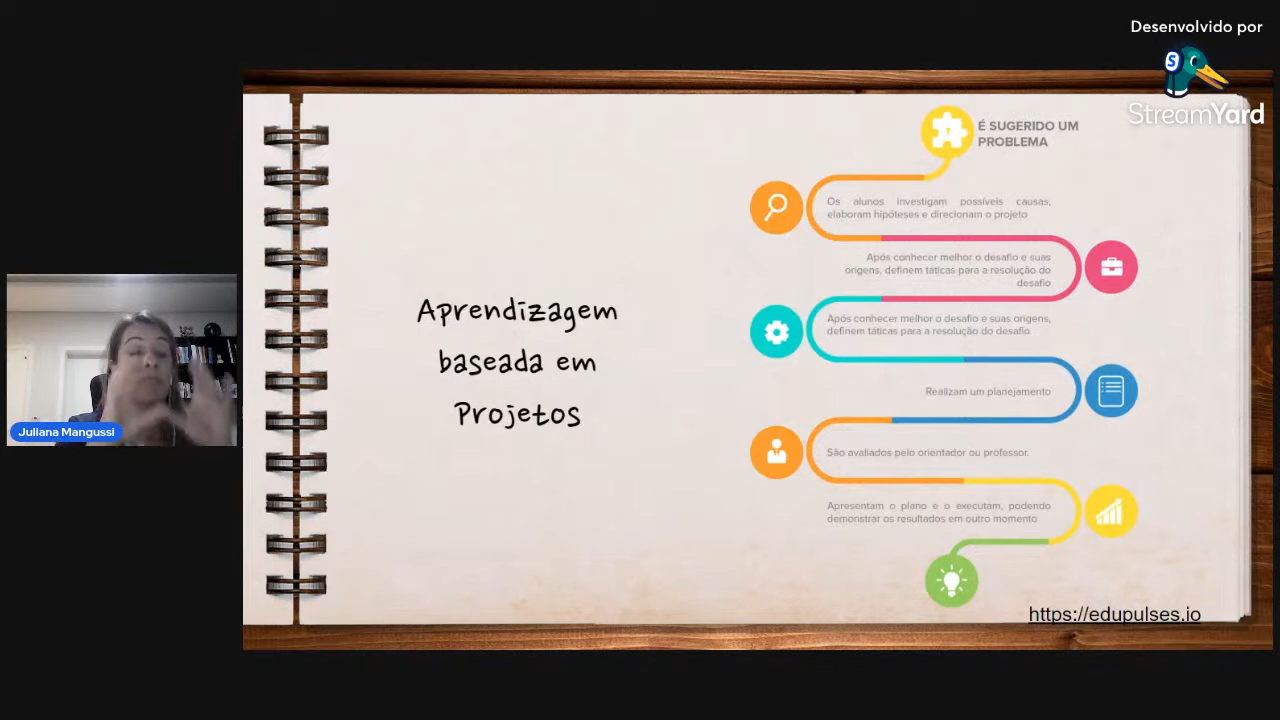 Desenvolvido por
StreamYard
É SUGERIDO UM
PROBLEMA
Os alunos investigam possíveis causas,
elaboram hipóteses e direcionam o projeto
Após conhecer melhor o desafio e suas
origens, definem táticas para a resolução do
desafio
Aprendizagem
baseada em
Projetos
Após conhecer melhor o desafio e suas origens,
definem táticas para a resolução do desafio
Realizam um planejamento
Juliana Mangussi
São avaliados pelo orientador ou professor.
Apresentam o plano e o executam, podendo
demonstrar os resultados em outro momento
https://edupulses.io